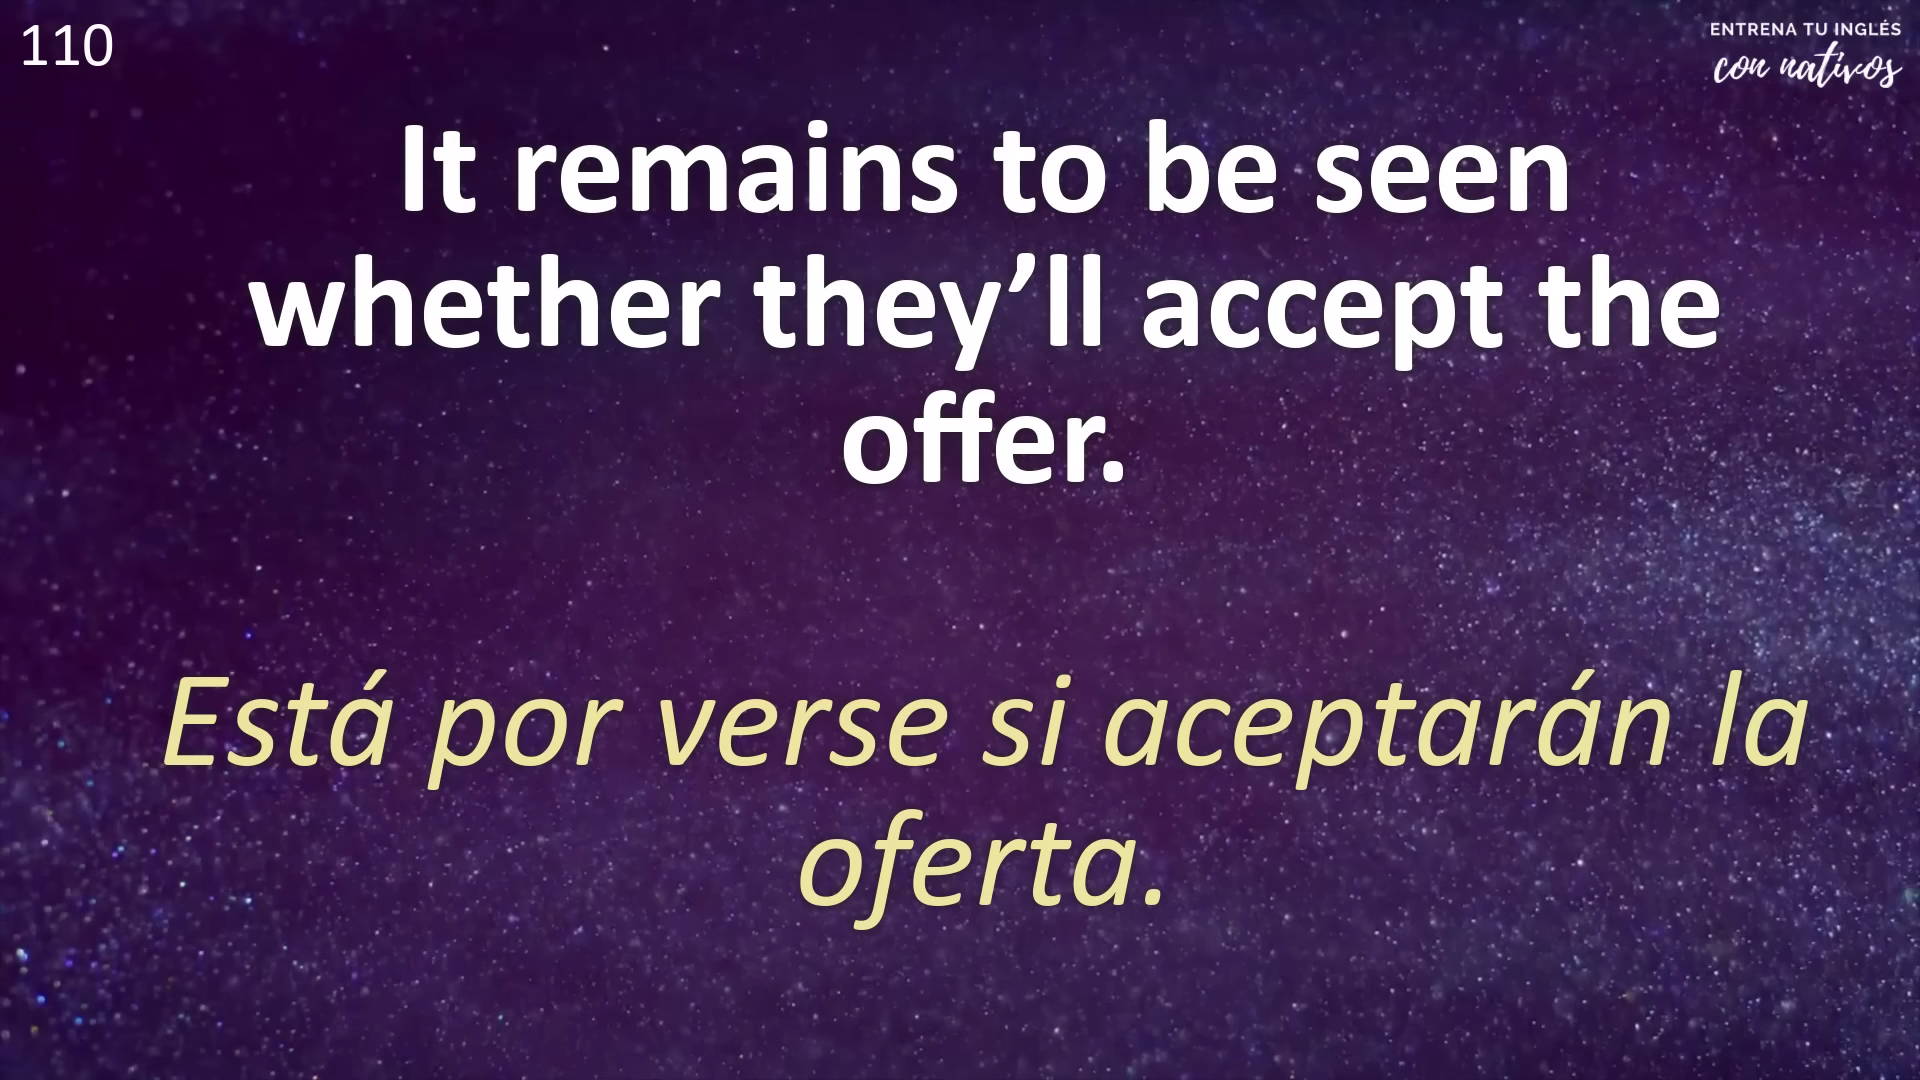 110
ENTRENA TU INGLÉS
con nativos
It remains to be seen
whether they’ll accept the
offer.
Está por verse si aceptarán la
oferta.